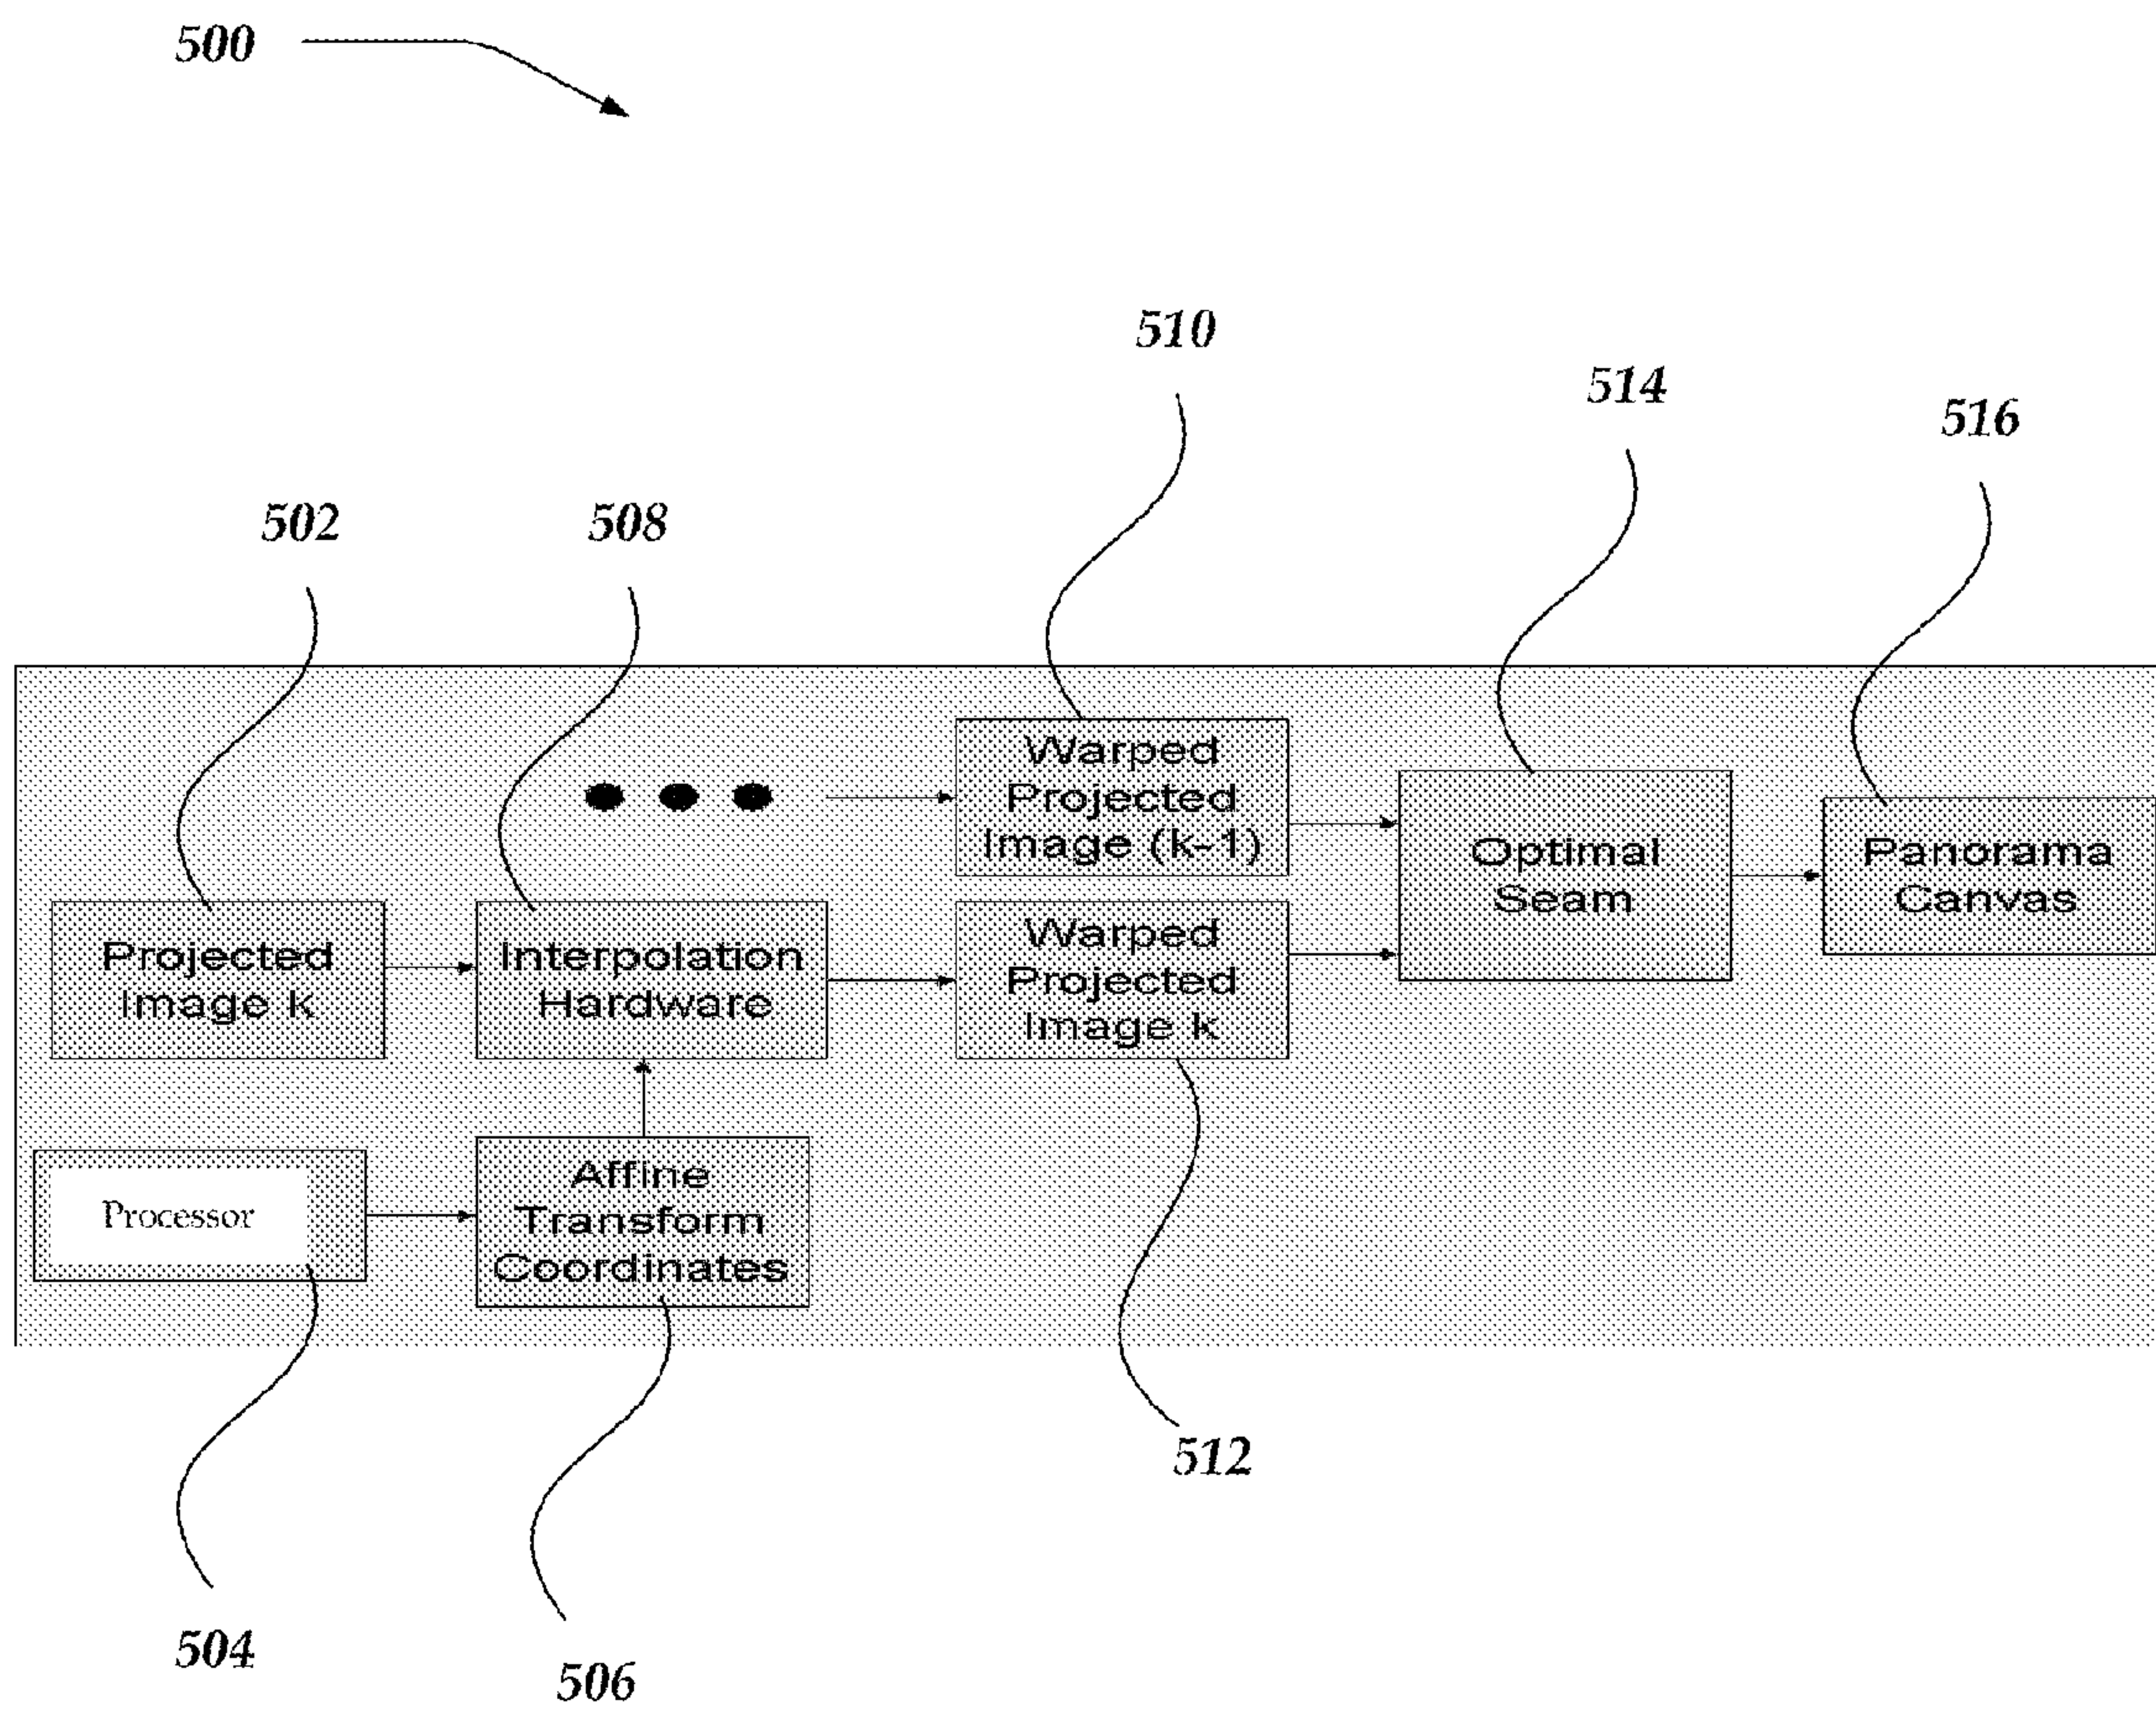 500
510
514
516
502
508
Warped
Projected
Image (k-1)
Optimal
Seam
Panorama
Canvas
Projected
Image k
Interpolation
Hardware
Warped
Projected
Image k
Processor
Affine
Transform
Coordinates
512
504
506